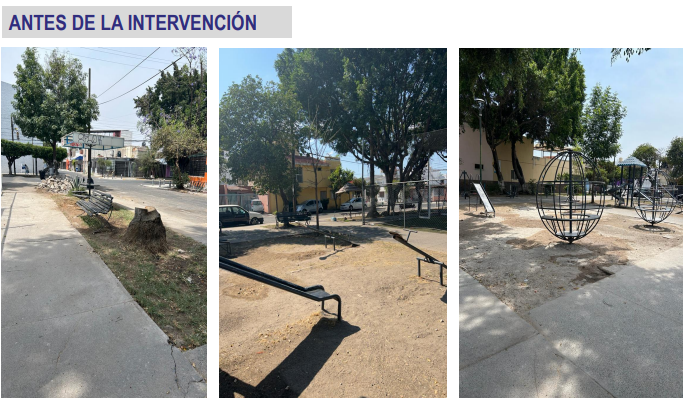 ANTES DE LA INTERVENCIÓN